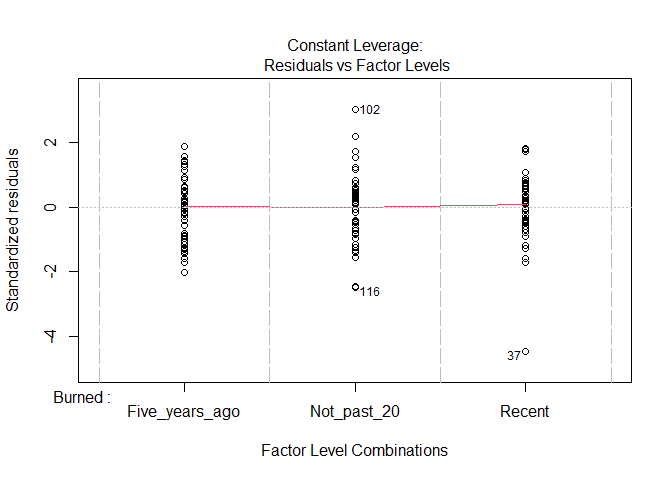 Constant Leverage:
Residuals vs Factor Levels
Standardized residuals
2
0
-2
-4
102
116
37
Burned :
Five_years_ago
Not_past_20
Recent
Factor Level Combinations